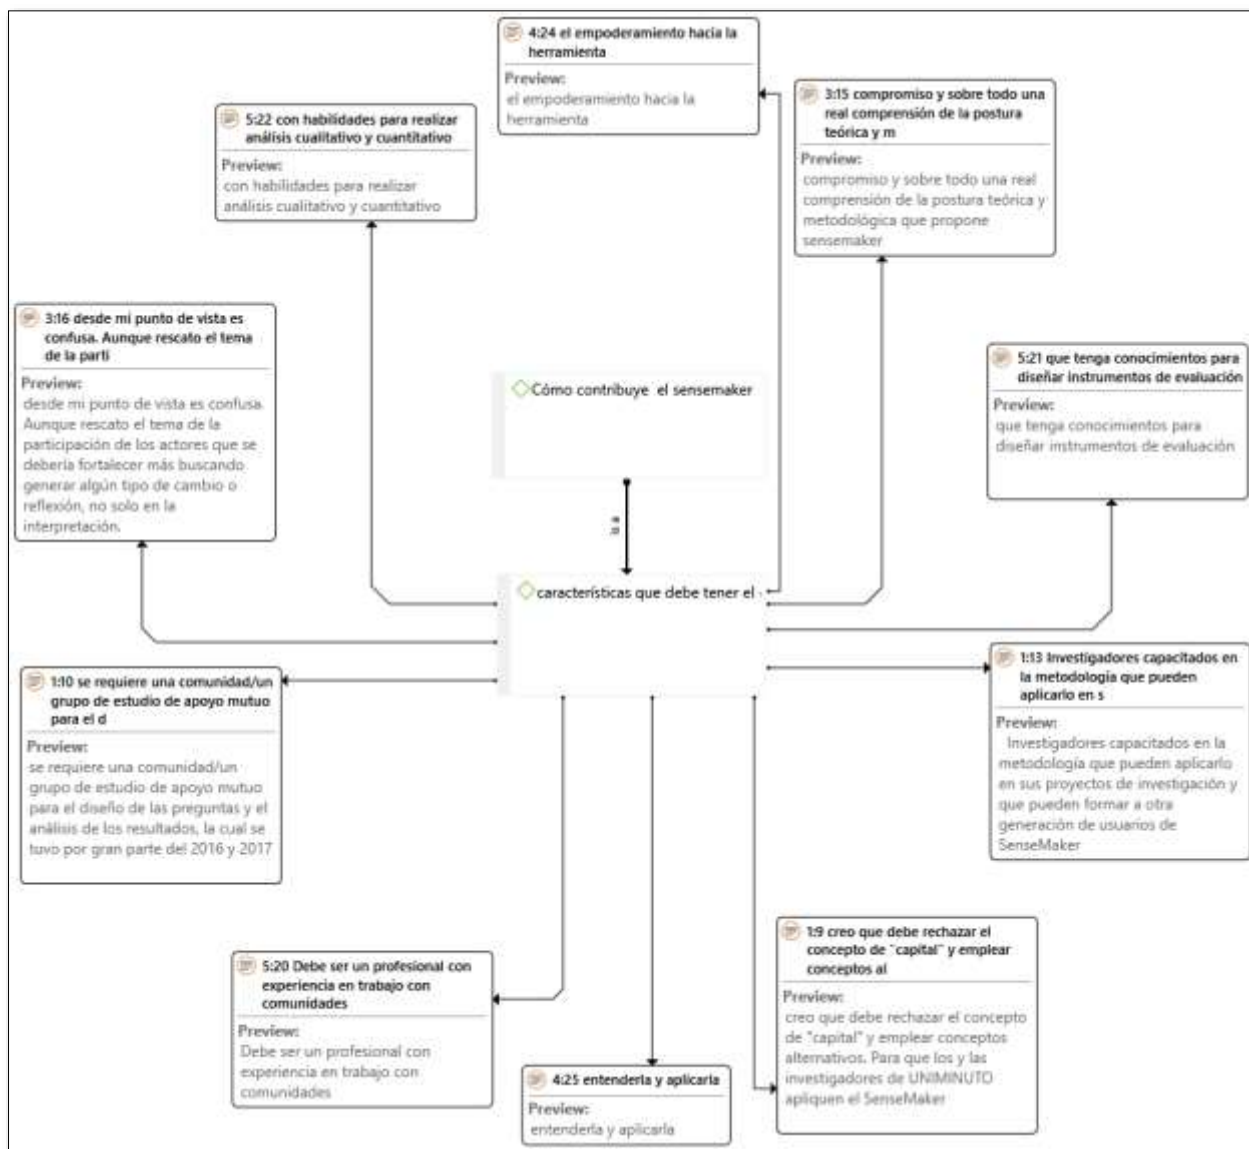 4:24 el empoderamiento hacia la
herramienta
Preview:
el empoderamiento hacia la
herramienta
3:15 compromiso y sobre todo una
real comprensión de la postura
teórica y m
Preview:
compromiso y sobre todo una real
comprensión de la postura teórica y
metodológica que propone
sensemaker
5:22 con habilidades para realizar
análisis cualitativo y cuantitativo
Preview:
con habilidades para realizar
análisis cualitativo y cuantitativo
3:16 desde mi punto de vista es
confusa. Aunque rescato el tema
de la parti
Preview:
desde mi punto de vista es confusa.
Aunque rescato el tema de la
participación de los actores que se
debería fortalecer más buscando
generar algún tipo de cambio o
reflexión, no solo en la
interpretación.
Cómo contribuye el sensemaker
5:21 que tenga conocimientos para
diseñar instrumentos de evaluación
Preview:
que tenga conocimientos para
diseñar instrumentos de evaluación
características que debe tener el
1:10 se requiere una comunidad/un
grupo de estudio de apoyo mutuo
para el d
Preview:
se requiere una comunidad/un
grupo de estudio de apoyo mutuo
para el diseño de las preguntas y el
análisis de los resultados, la cual se
tuvo por gran parte del 2016 y 2017
1:13 Investigadores capacitados en
la metodología que pueden
aplicarlo en s
Preview:
Investigadores capacitados en la
metodología que pueden aplicarlo
en sus proyectos de investigación y
que pueden formar a otra
generación de usuarios de
SenseMaker
5:20 Debe ser un profesional con
experiencia en trabajo con
comunidades
Preview:
Debe ser un profesional con
experiencia en trabajo con
comunidades
4:25 entenderla y aplicarla
Preview:
entenderla y aplicarla
1:9 creo que debe rechazar el
concepto de "capital" y emplear
conceptos al
Preview:
creo que debe rechazar el concepto
de "capital" y emplear conceptos
alternativos. Para que los y las
investigadores de UNIMINUTO
apliquen el SenseMaker